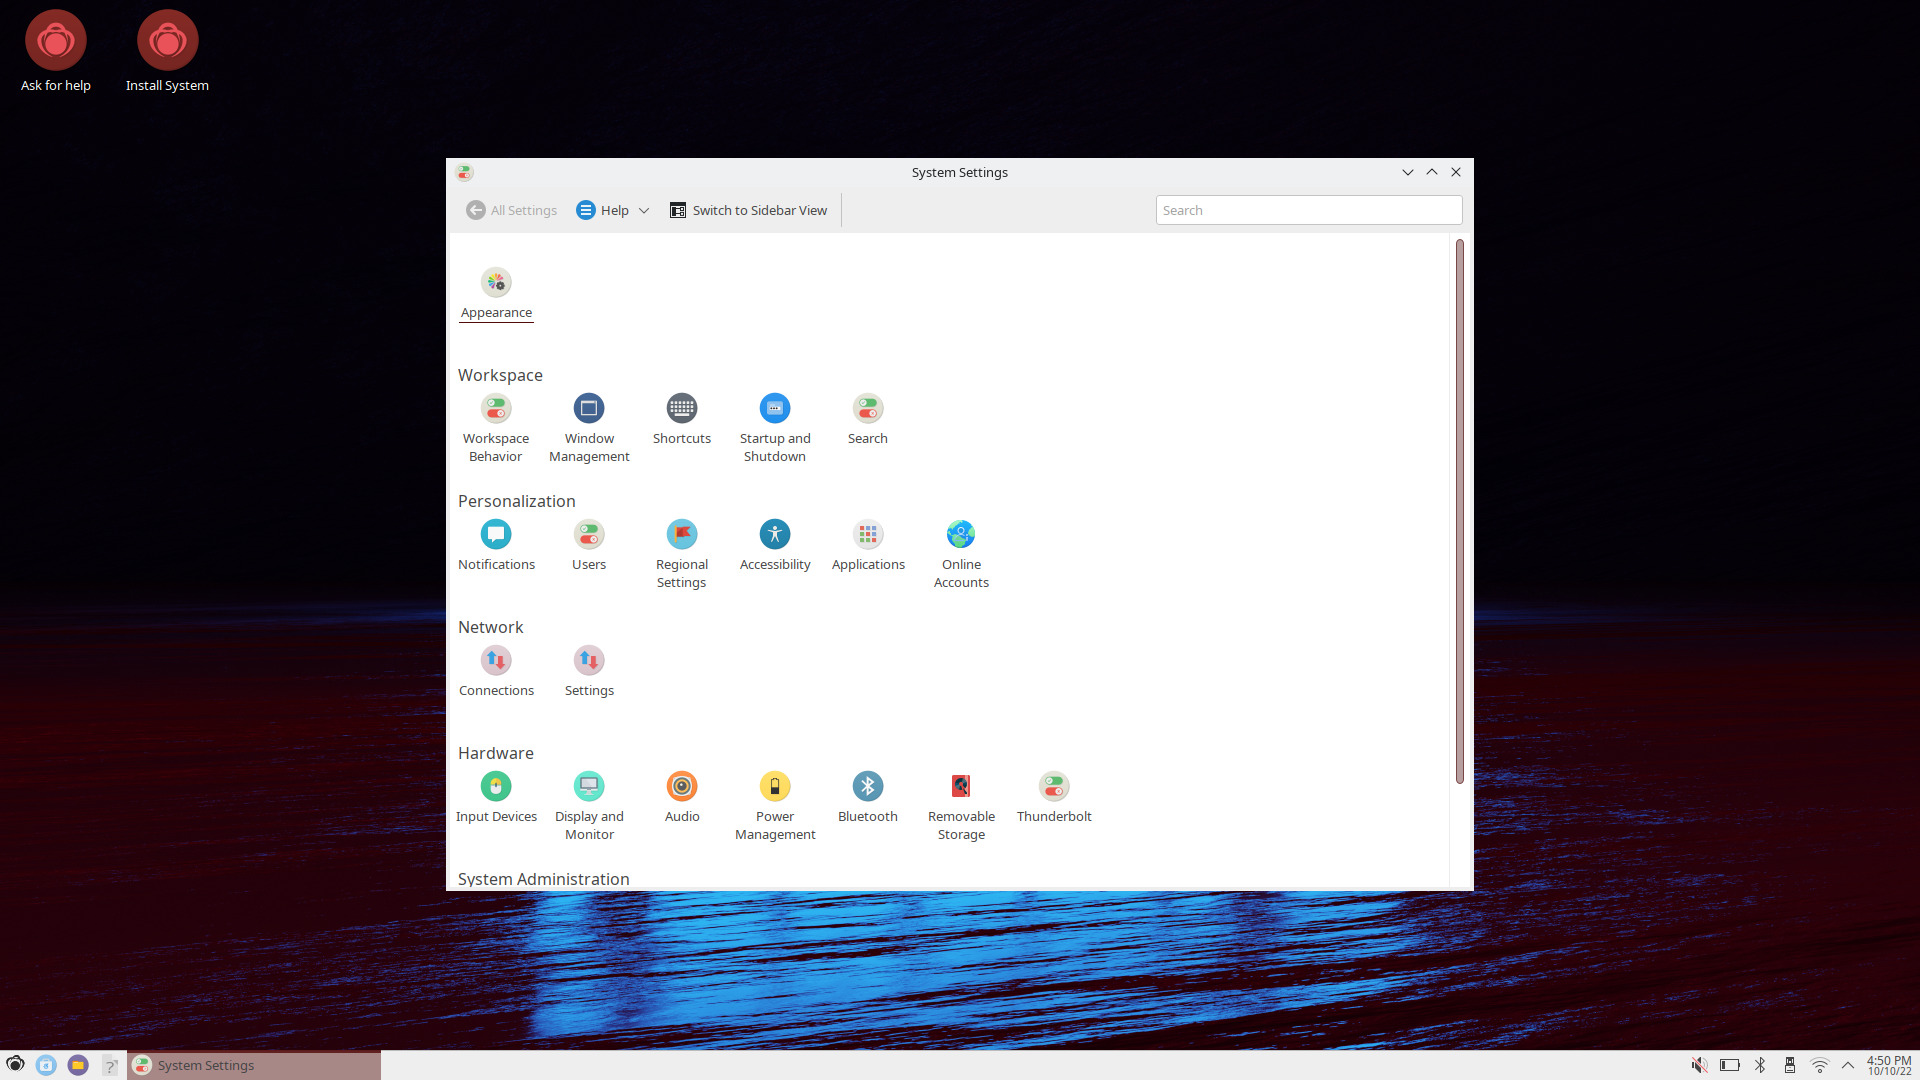 Ask for help
Install System
System Settings
All Settings
Help
Switch to Sidebar View
Search
Appearance
Workspace
Workspace Behavior
Window Management
Shortcuts
Startup and Shutdown
Search
Personalization
Notifications
Users
Regional Settings
Accessibility
Applications
Online Accounts
Network
Connections
Settings
Hardware
Input Devices
Display and Monitor
Audio
Power Management
Bluetooth
Removable Storage
Thunderbolt
System Administration
System Settings
4:50 PM
10/10/22